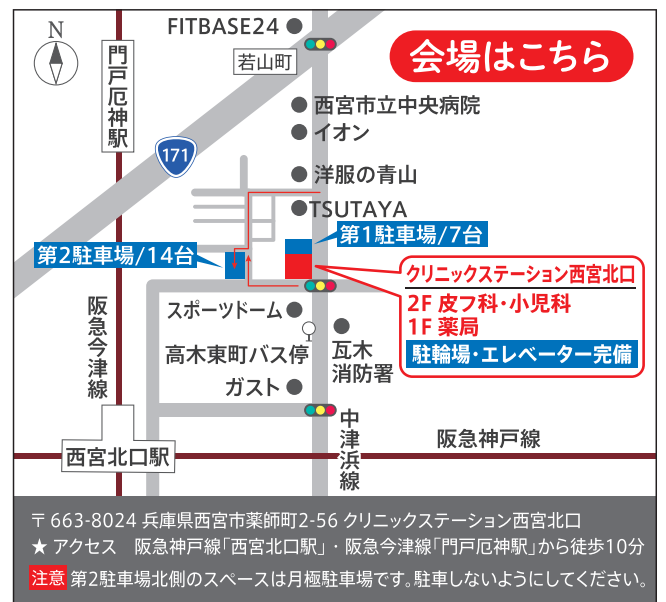 N
FITBASE24
若山町
会場はこちら
門戸厄神駅
西宮市立中央病院
イオン
171
洋服の青山
TSUTAYA
第1駐車場/7台
第2駐車場/14台
クリニックステーション西宮北口
2F 皮フ科・小児科
1F 薬局
駐輪場・エレベーター完備
阪急今津線
スポーツドーム
高木東町バス停
瓦木
消防署
ガスト
中津浜線
阪急神戸線
西宮北口駅
〒663-8024 兵庫県西宮市薬師町2-56 クリニックステーション西宮北口
★ アクセス 阪急神戸線「西宮北口駅」・阪急今津線「門戸厄神駅」から徒歩10分
注意 第2駐車場北側のスペースは月極駐車場です。駐車しないようにしてください。